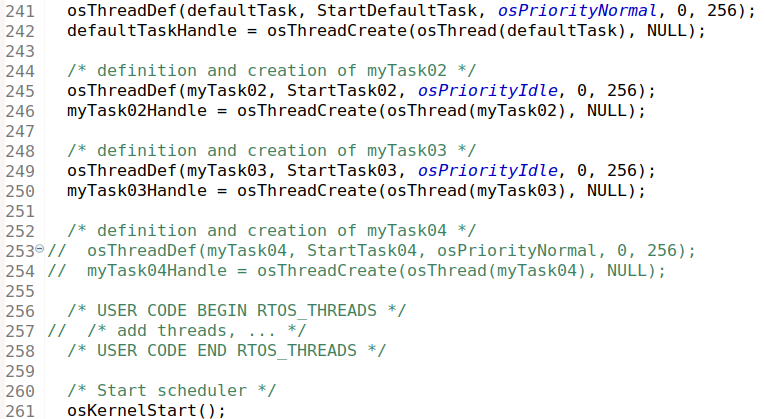 241 osThreadDef(defaultTask, StartDefaultTask, osPriorityNormal, 0, 256);
242 defaultTaskHandle = osThreadCreate(osThread(defaultTask), NULL);
243
244 /* definition and creation of myTask02 */
245 osThreadDef(myTask02, StartTask02, osPriorityIdle, 0, 256);
246 myTask02Handle = osThreadCreate(osThread(myTask02), NULL);
247
248 /* definition and creation of myTask03 */
249 osThreadDef(myTask03, StartTask03, osPriorityIdle, 0, 256);
250 myTask03Handle = osThreadCreate(osThread(myTask03), NULL);
251
252 /* definition and creation of myTask04 */
253 // osThreadDef(myTask04, StartTask04, osPriorityNormal, 0, 256);
254 // myTask04Handle = osThreadCreate(osThread(myTask04), NULL);
255
256 /* USER CODE BEGIN RTOS_THREADS */
257 // /* add threads, ... */
258 /* USER CODE END RTOS_THREADS */
259
260 /* Start scheduler */
261 osKernelStart();